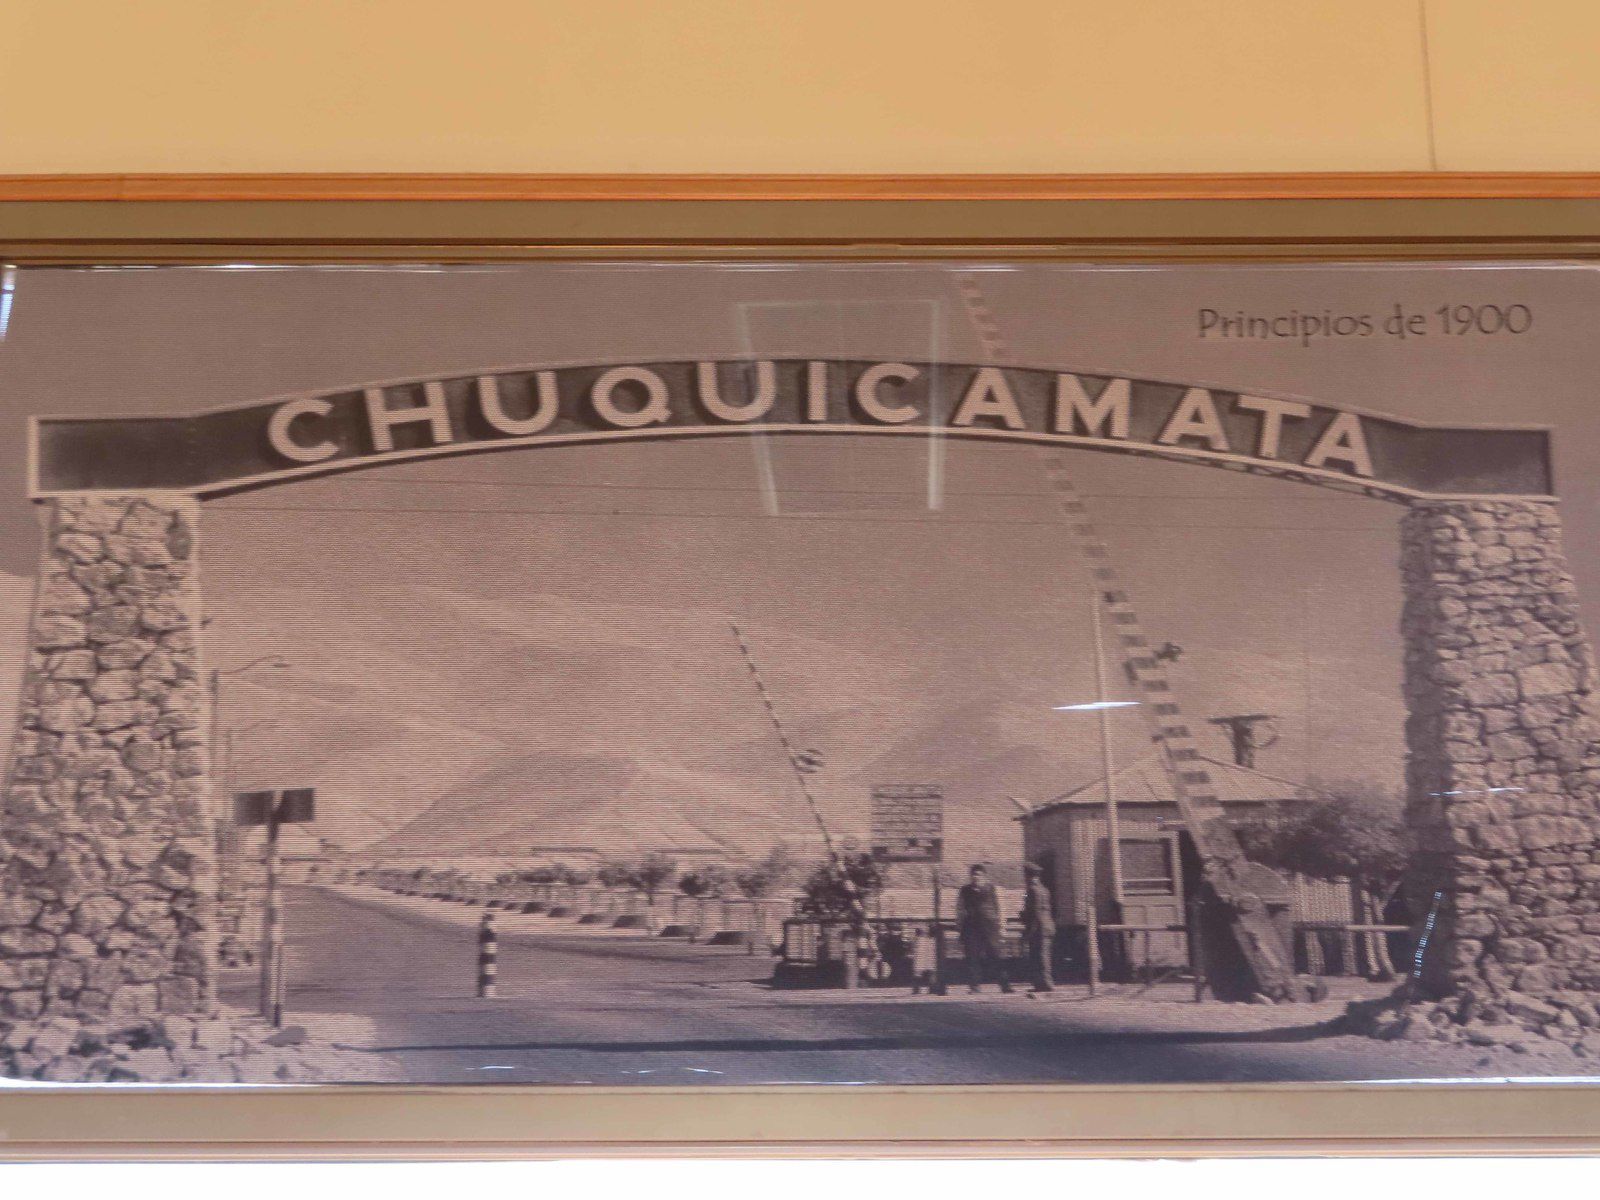 Principios de 1900
CHUQUICAMATA